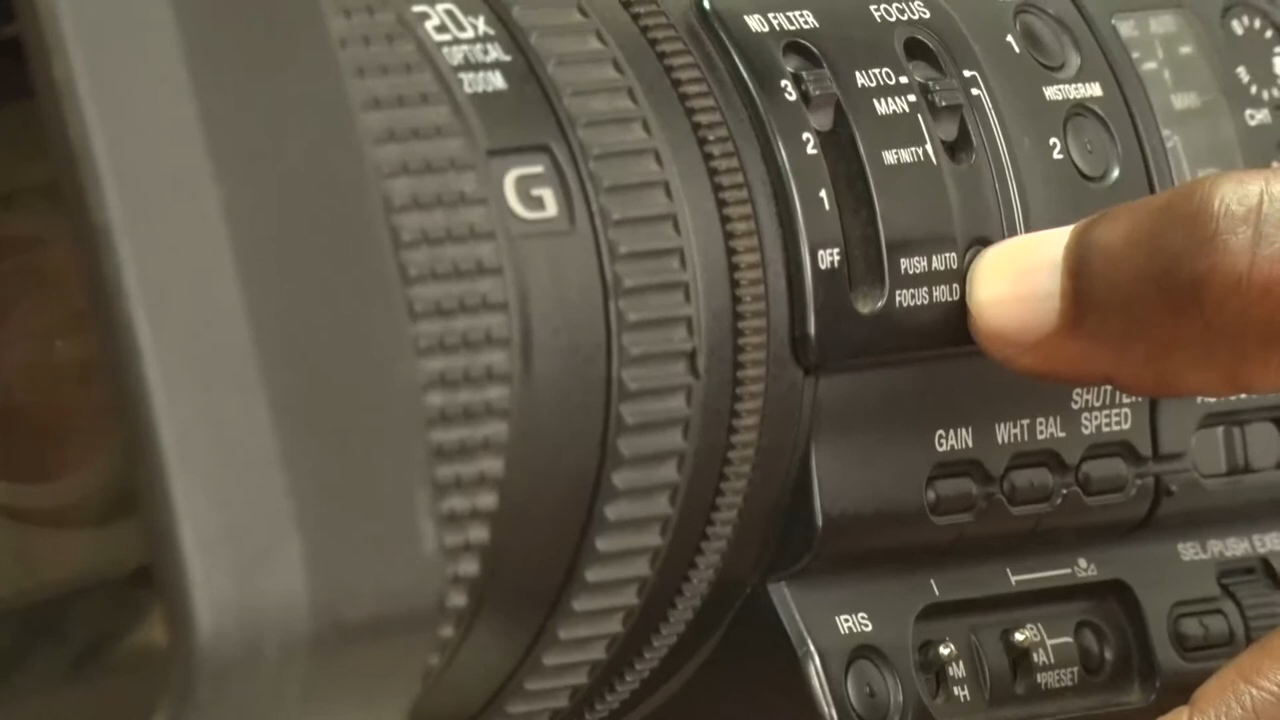 20x
OPTICAL
ZOOM
G
ND FILTER
3
2
1
OFF
FOCUS
AUTO
MAN
INFINITY
PUSH AUTO
FOCUS HOLD
1
HISTOGRAM
2
CH1
GAIN
WHT BAL
SHUTTER
SPEED
SEL/PUSH EXE
IRIS
M
H
B
A
PRESET